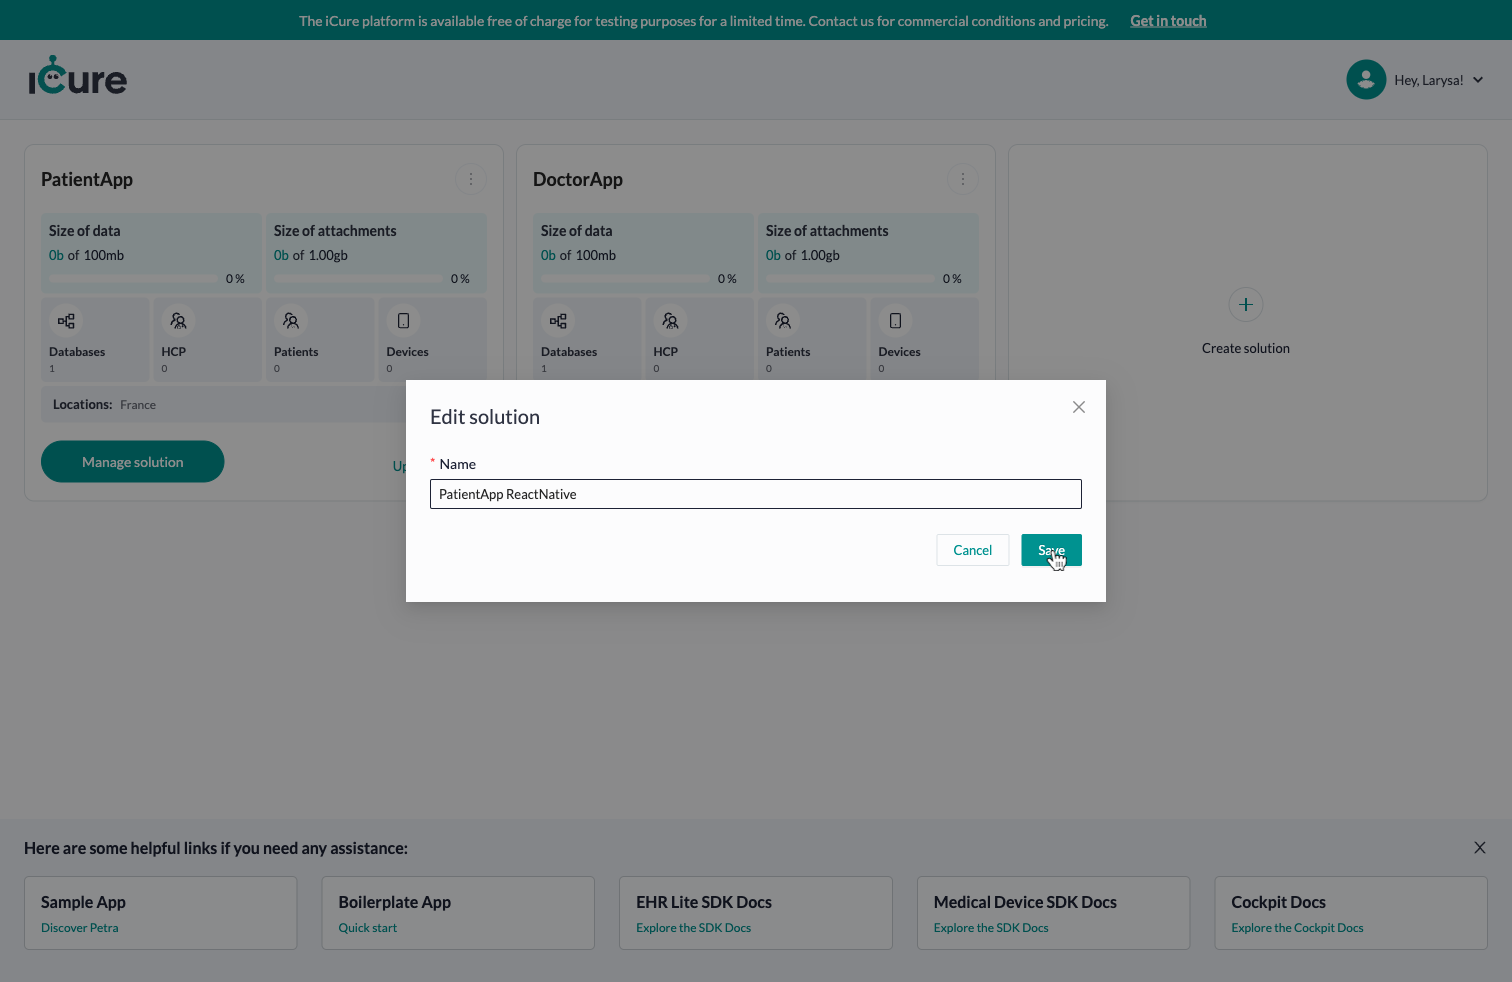 The iCure platform is available free of charge for testing purposes for a limited time. Contact us for commercial conditions and pricing. Get in touch
iCure
Hey, Larysa!
PatientApp
Size of data
0b of 100mb
0 %
Size of attachments
0b of 1.00gb
0 %
Databases
1
HCP
0
Patients
0
Devices
0
Locations: France
Manage solution
Up
DoctorApp
Size of data
0b of 100mb
0 %
Size of attachments
0b of 1.00gb
0 %
Databases
1
HCP
0
Patients
0
Devices
0
Create solution
Edit solution
* Name
PatientApp ReactNative
Cancel
Save
Here are some helpful links if you need any assistance:
Sample App
Discover Petra
Boilerplate App
Quick start
EHR Lite SDK Docs
Explore the SDK Docs
Medical Device SDK Docs
Explore the SDK Docs
Cockpit Docs
Explore the Cockpit Docs